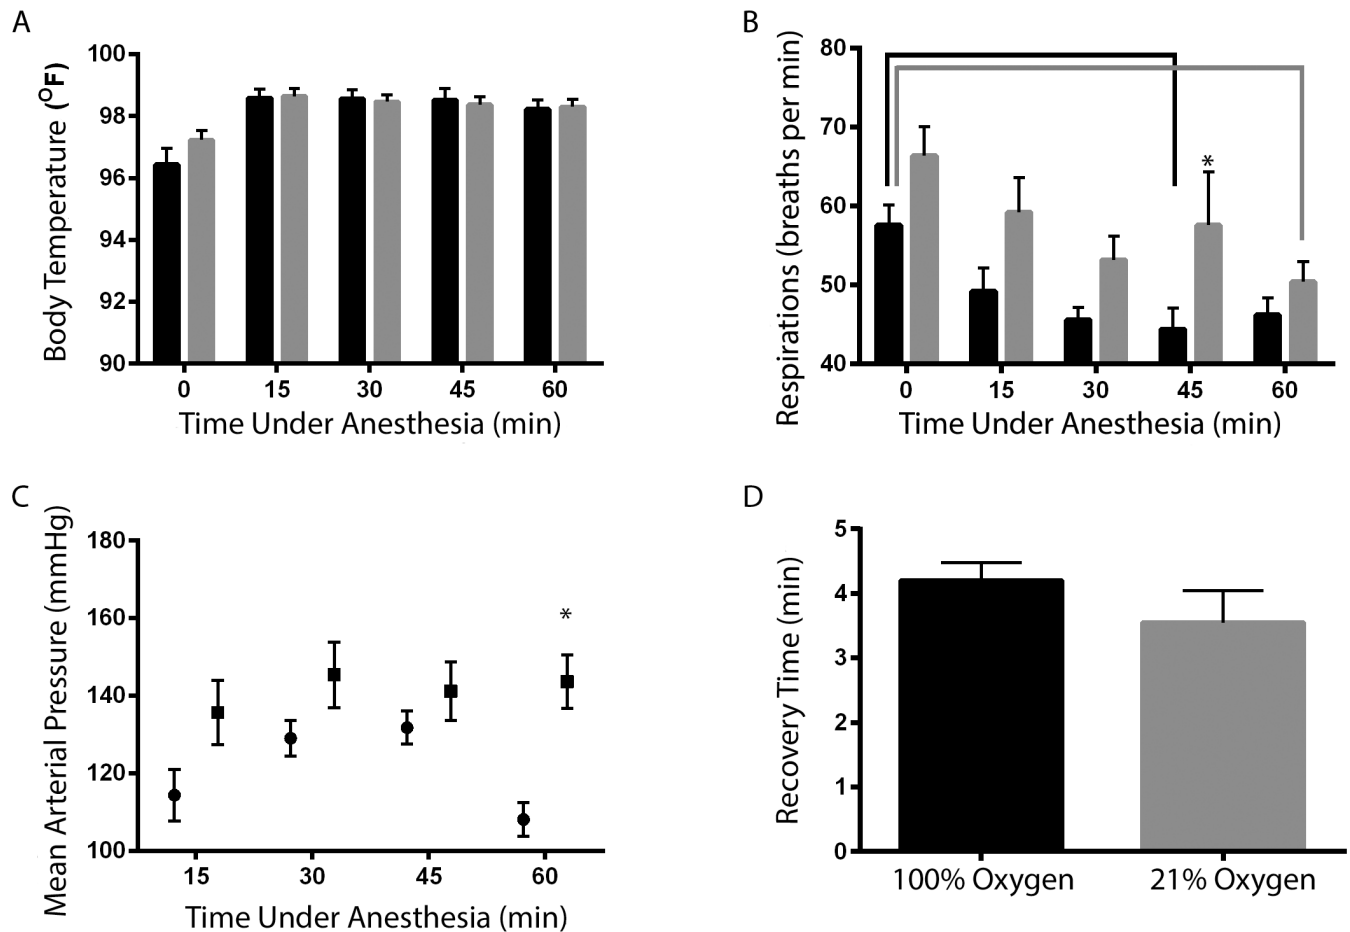 A
Body Temperature (ºF)
100
98
96
94
92
90
0 15 30 45 60
Time Under Anesthesia (min)
B
Respirations (breaths per min)
80
70
60
50
40
*
0 15 30 45 60
Time Under Anesthesia (min)
C
Mean Arterial Pressure (mmHg)
180
160
140
120
100
*
15 30 45 60
Time Under Anesthesia (min)
D
Recovery Time (min)
5
4
3
2
1
0
100% Oxygen 21% Oxygen